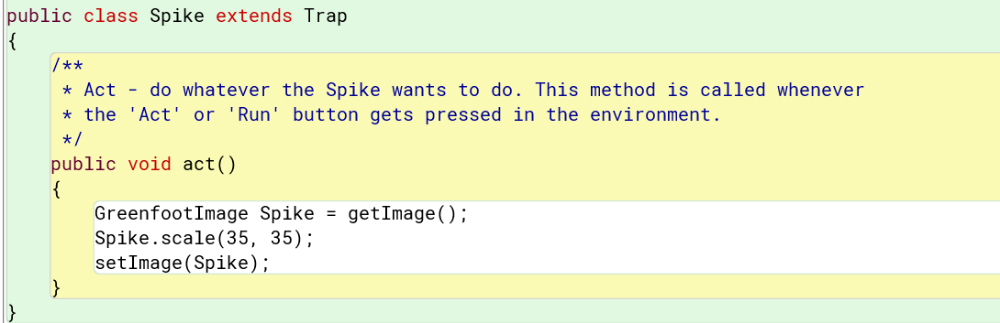 public class Spike extends Trap
{
/**
* Act - do whatever the Spike wants to do. This method is called whenever
* the 'Act' or 'Run' button gets pressed in the environment.
*/
public void act()
{
GreenfootImage Spike = getImage();
Spike.scale(35, 35);
setImage(Spike);
}
}